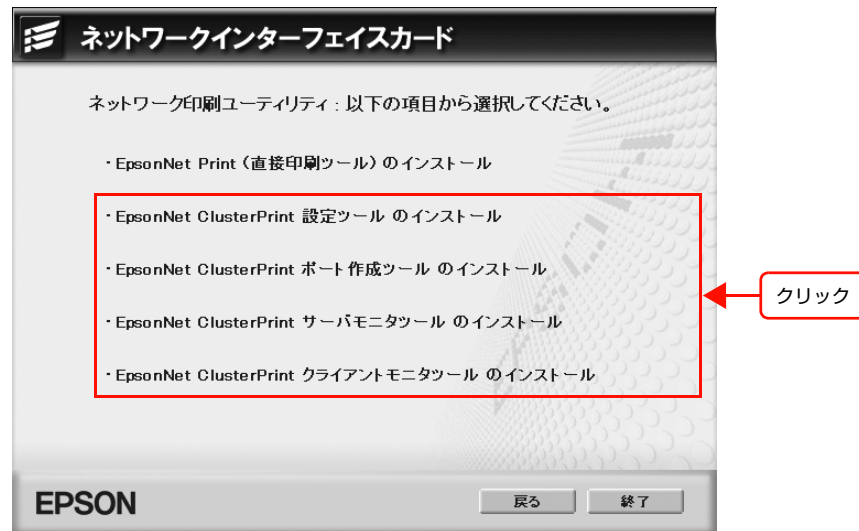 ネットワークインターフェイスカード
ネットワーク印刷ユーティリティ：以下の項目から選択してください。
・EpsonNet Print（直接印刷ツール）のインストール
・EpsonNet ClusterPrint 設定ツール のインストール
・EpsonNet ClusterPrint ポート作成ツール のインストール
・EpsonNet ClusterPrint サーバモニタツール のインストール
・EpsonNet ClusterPrint クライアントモニタツール のインストール
クリック
EPSON
戻る
終了